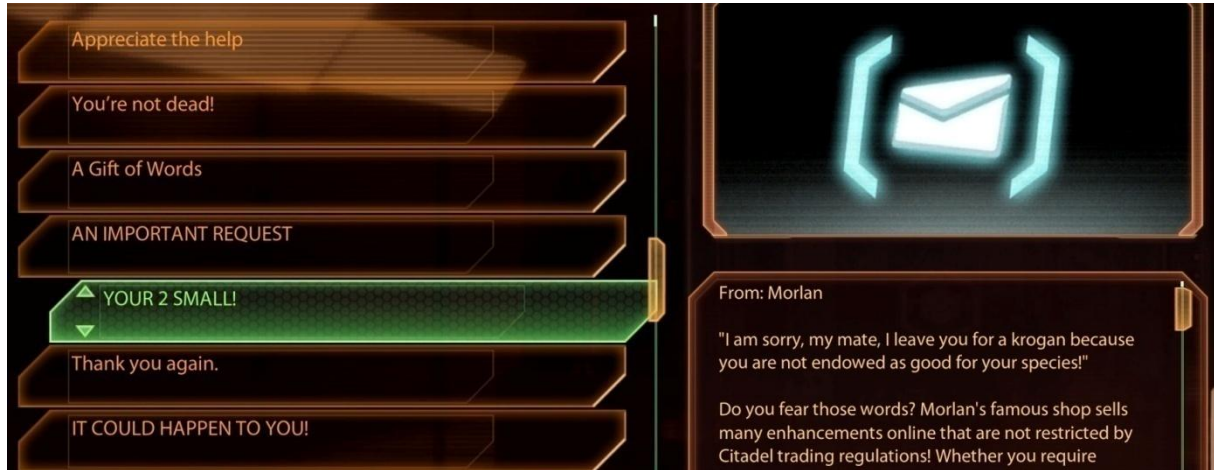 Appreciate the help
You're not dead!
A Gift of Words
AN IMPORTANT REQUEST
YOUR 2 SMALL!
Thank you again.
IT COULD HAPPEN TO YOU!
From: Morlan
"I am sorry, my mate, I leave you for a krogan because
you are not endowed as good for your species!"
Do you fear those words? Morlan's famous shop sells
many enhancements online that are not restricted by
Citadel trading regulations! Whether you require